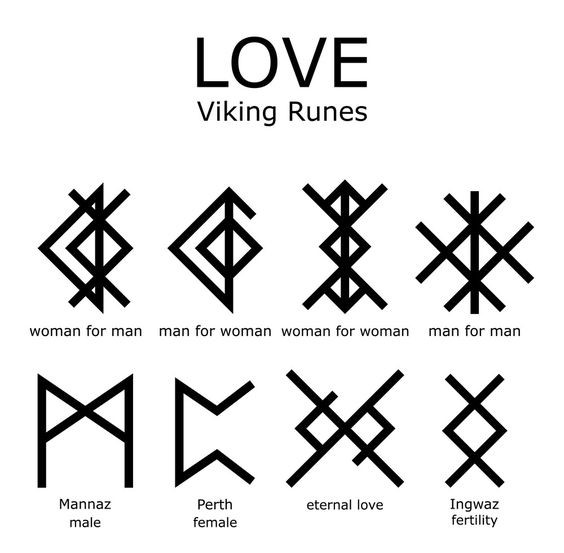 LOVE
Viking Runes
woman for man
man for woman
woman for woman
man for man
Mannaz
male
Perth
female
eternal love
Ingwaz
fertility